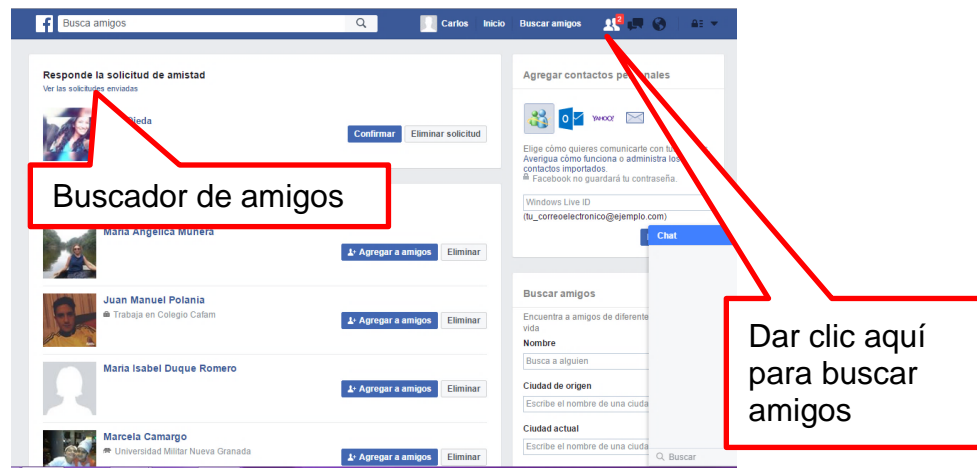 f Busca amigos Carlos Inicio Buscar amigos 2
Responde la solicitud de amistad
Ver las solicitudes enviadas
Ojeda
Confirmar Eliminar solicitud
Buscador de amigos
Maria Angelica Munera
Agregar a amigos Eliminar
Juan Manuel Polania
Trabaja en Colegio Cafam
Agregar a amigos Eliminar
Maria Isabel Duque Romero
Agregar a amigos Eliminar
Marcela Camargo
Universidad Militar Nueva Granada
Agregar a amigos Eliminar
Agregar contactos personales
YAHOO!
Elige cómo quieres comunicarte con
Averigua cómo funciona o administra los
contactos importados.
Facebook no guardará tu contraseña.
Windows Live ID
(tu_correoelectronico@ejemplo.com)
Chat
Buscar amigos
Encuentra a amigos de diferente
vida
Nombre
Busca a alguien
Ciudad de origen
Escribe el nombre de una ciuda
Ciudad actual
Escribe el nombre de una ciuda
Buscar
Dar clic aquí
para buscar
amigos